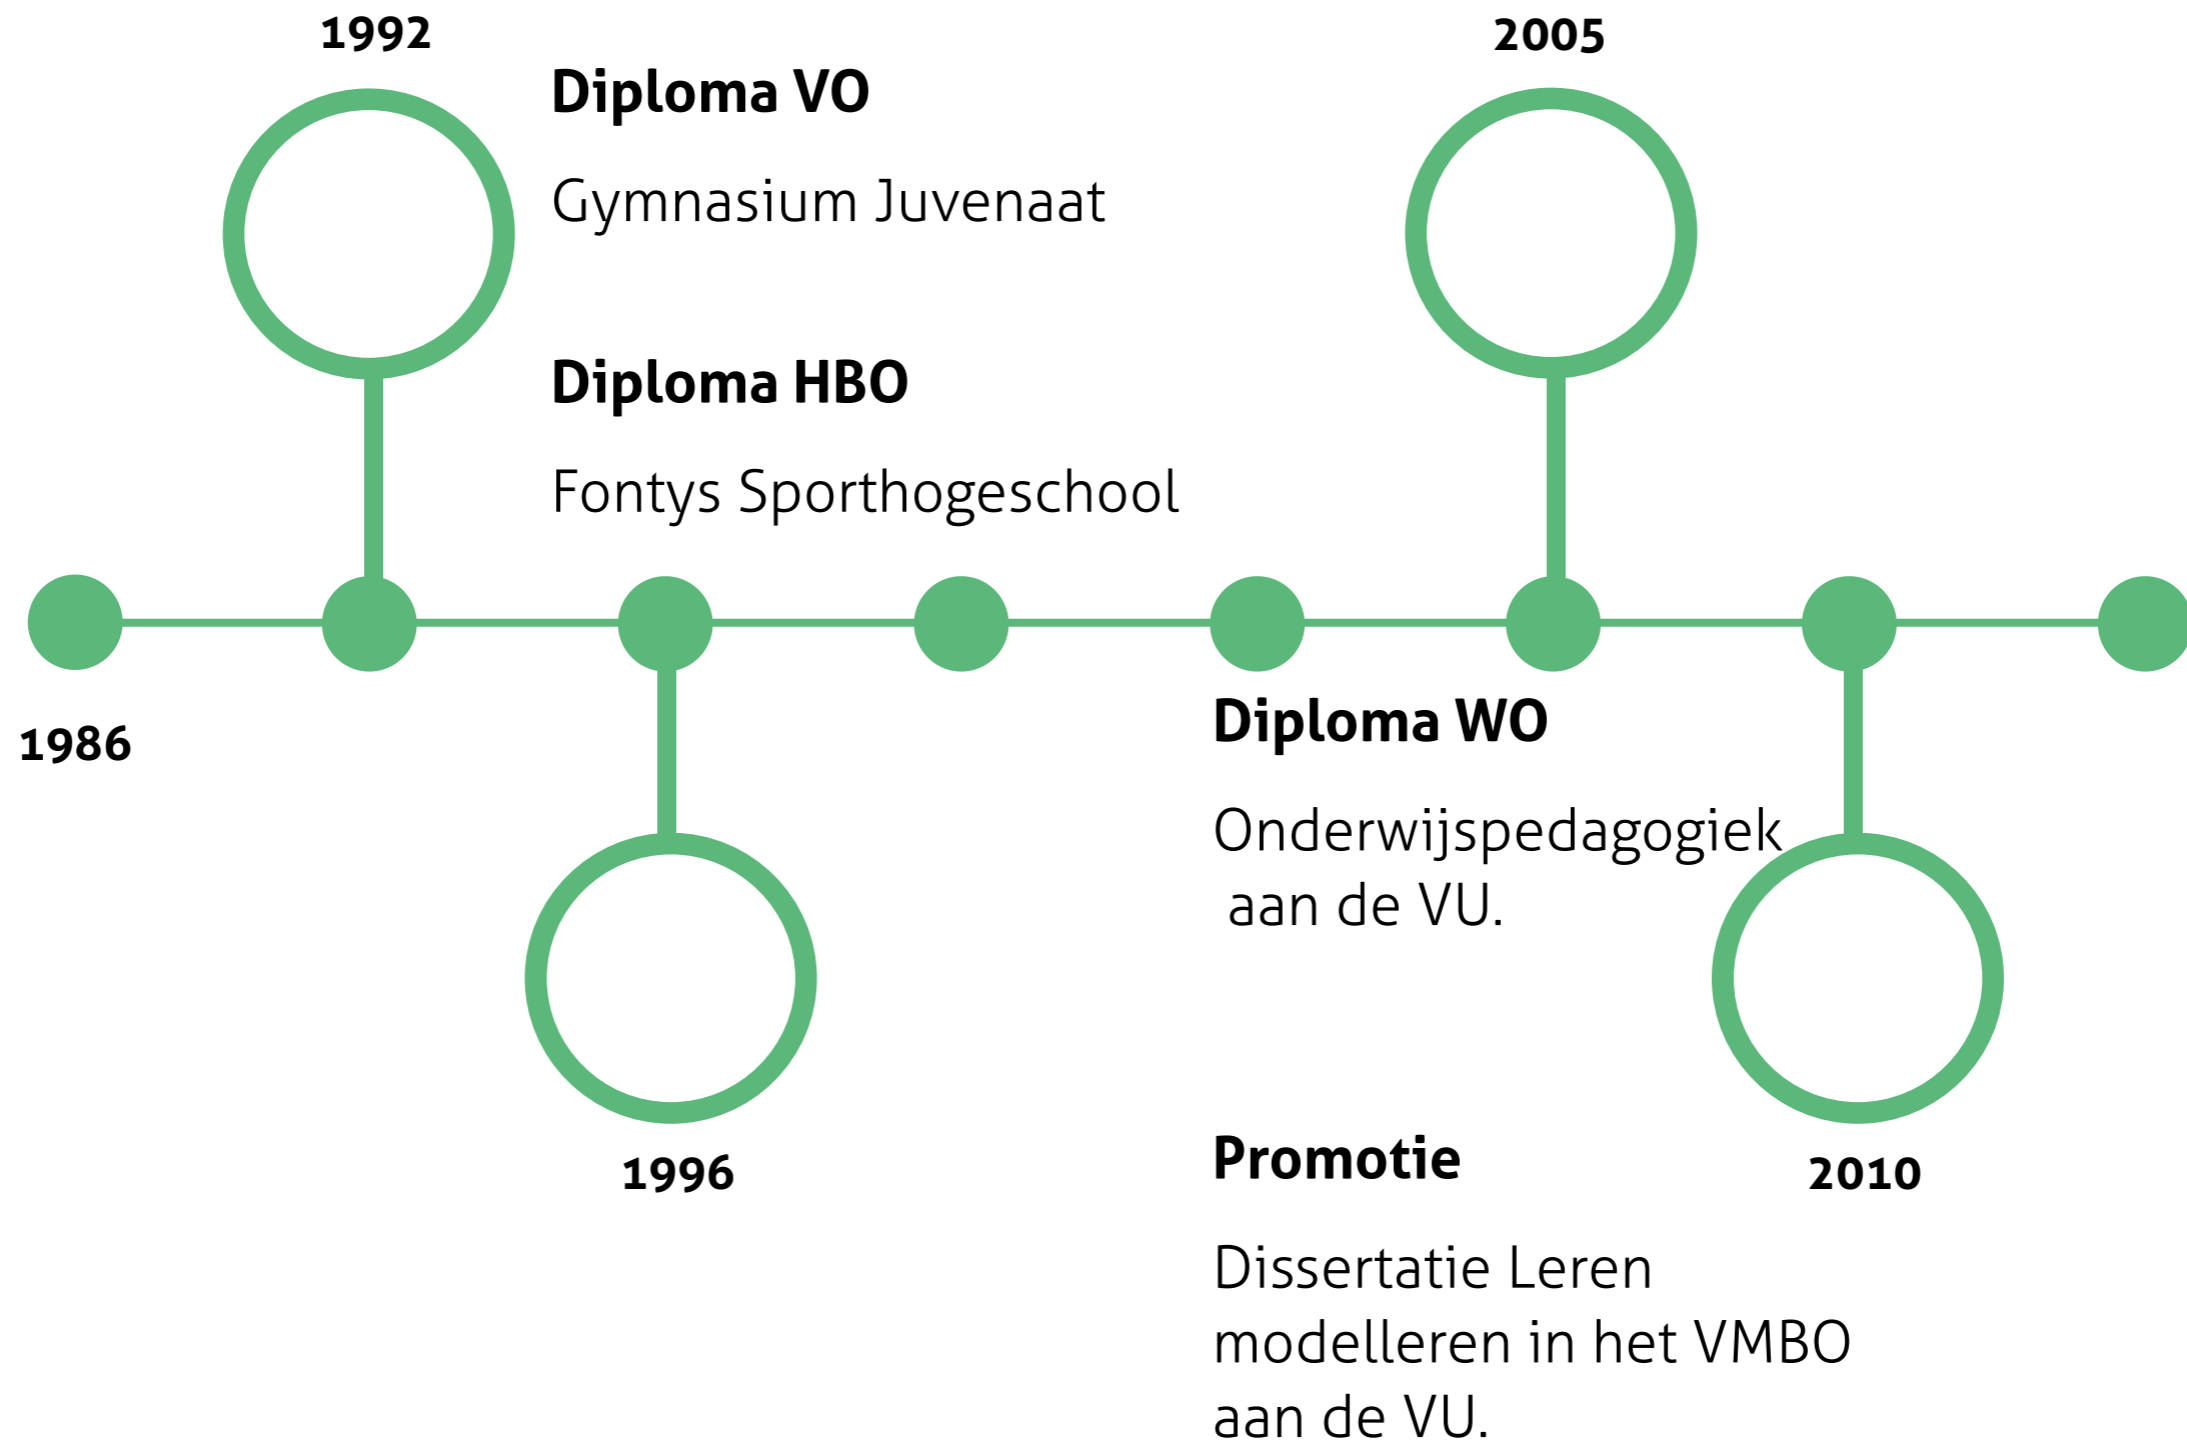 1992
Diploma VO
Gymnasium Juvenaat
Diploma HBO
Fontys Sporthogeschool
2005
1986
1996
Diploma WO
Onderwijspedagogiek
aan de VU.
2010
Promotie
Dissertatie Leren
modelleren in het VMBO
aan de VU.